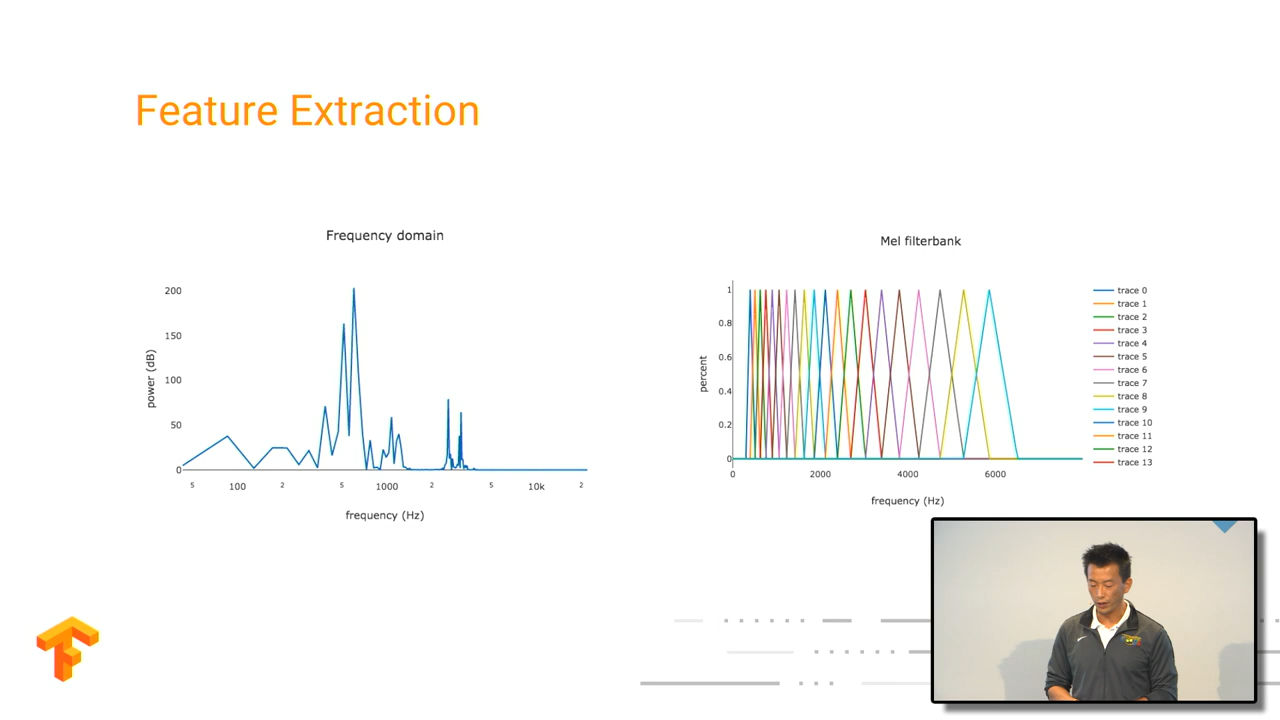 Feature Extraction
Frequency domain
200
150
100
50
0
power (dB)
5
100
2
5
1000
2
5
10k
2
frequency (Hz)
Mel filterbank
1
0.8
0.6
0.4
0.2
0
percent
0
2000
4000
6000
frequency (Hz)
trace 0
trace 1
trace 2
trace 3
trace 4
trace 5
trace 6
trace 7
trace 8
trace 9
trace 10
trace 11
trace 12
trace 13